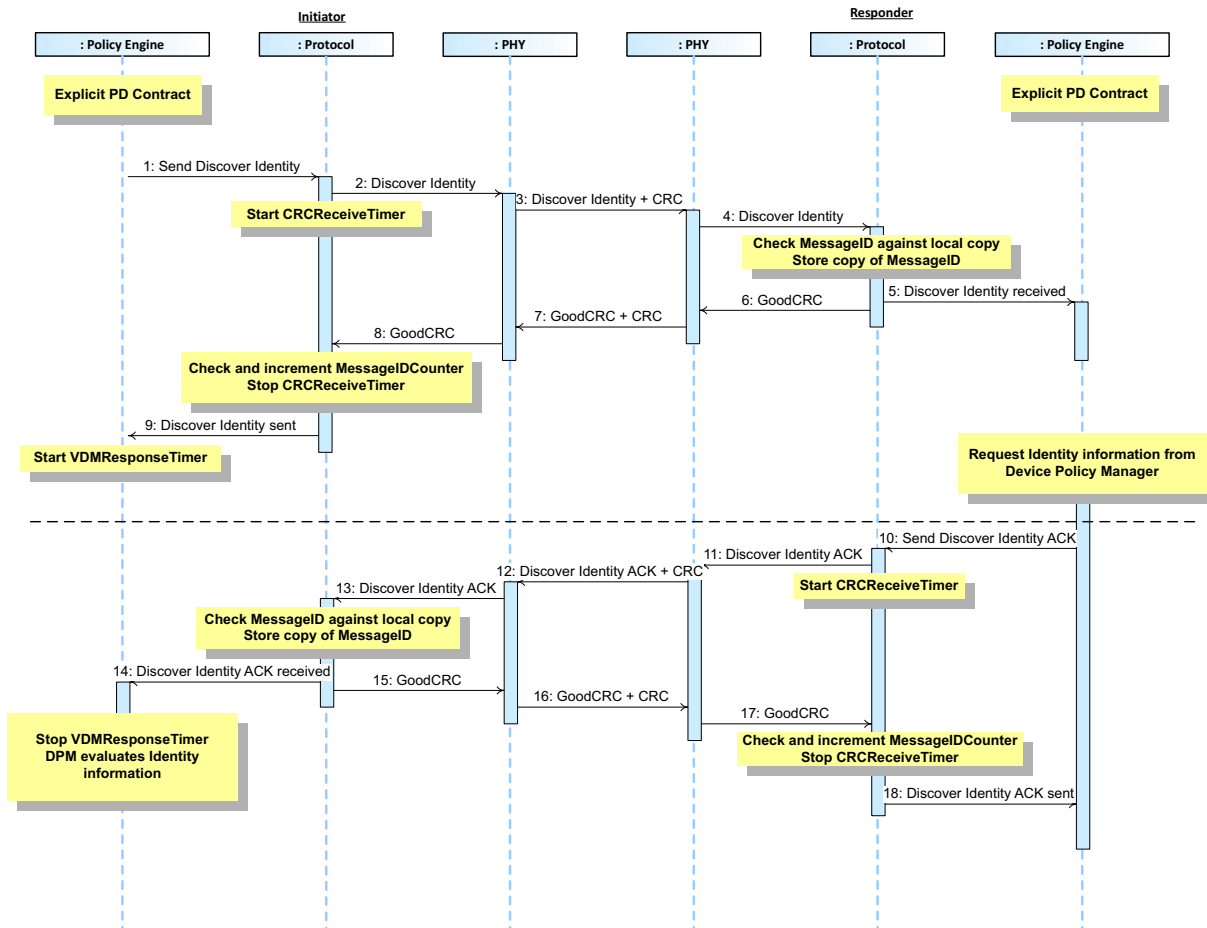 Initiator
Responder
: Policy Engine
: Protocol
: PHY
: PHY
: Protocol
: Policy Engine
Explicit PD Contract
Explicit PD Contract
1: Send Discover Identity
2: Discover Identity
3: Discover Identity + CRC
Start CRCReceiveTimer
4: Discover Identity
Check MessageID against local copy
Store copy of MessageID
5: Discover Identity received
6: GoodCRC
7: GoodCRC + CRC
8: GoodCRC
Check and increment MessageIDCounter
Stop CRCReceiveTimer
9: Discover Identity sent
Start VDMResponseTimer
Request Identity information from
Device Policy Manager
10: Send Discover Identity ACK
11: Discover Identity ACK
12: Discover Identity ACK + CRC
Start CRCReceiveTimer
13: Discover Identity ACK
Check MessageID against local copy
Store copy of MessageID
14: Discover Identity ACK received
15: GoodCRC
16: GoodCRC + CRC
17: GoodCRC
Stop VDMResponseTimer
DPM evaluates Identity
information
Check and increment MessageIDCounter
Stop CRCReceiveTimer
18: Discover Identity ACK sent